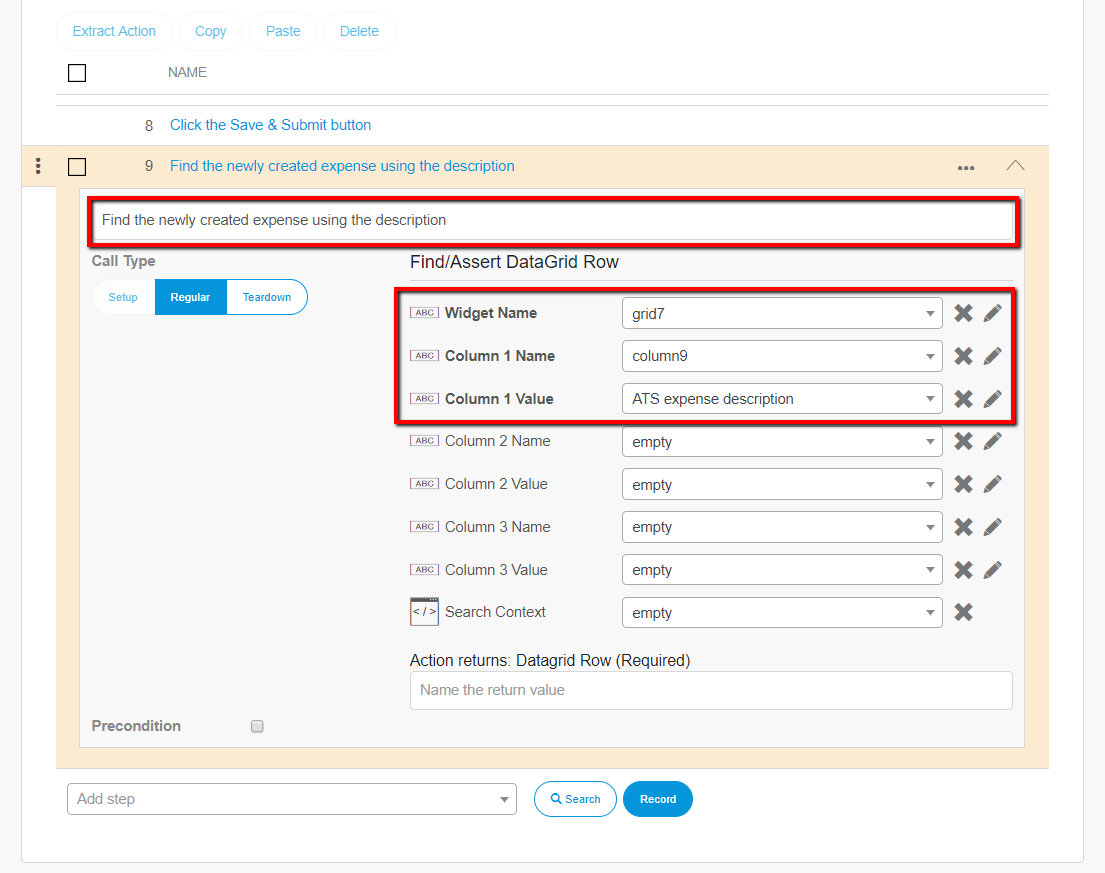 Extract Action Copy Paste Delete
NAME
8 Click the Save & Submit button
9 Find the newly created expense using the description
Find the newly created expense using the description
Call Type
Setup Regular Teardown
Find/Assert DataGrid Row
ABC Widget Name grid7
ABC Column 1 Name column9
ABC Column 1 Value ATS expense description
ABC Column 2 Name empty
ABC Column 2 Value empty
ABC Column 3 Name empty
ABC Column 3 Value empty
</> Search Context empty
Action returns: Datagrid Row (Required)
Name the return value
Precondition
Add step Search Record